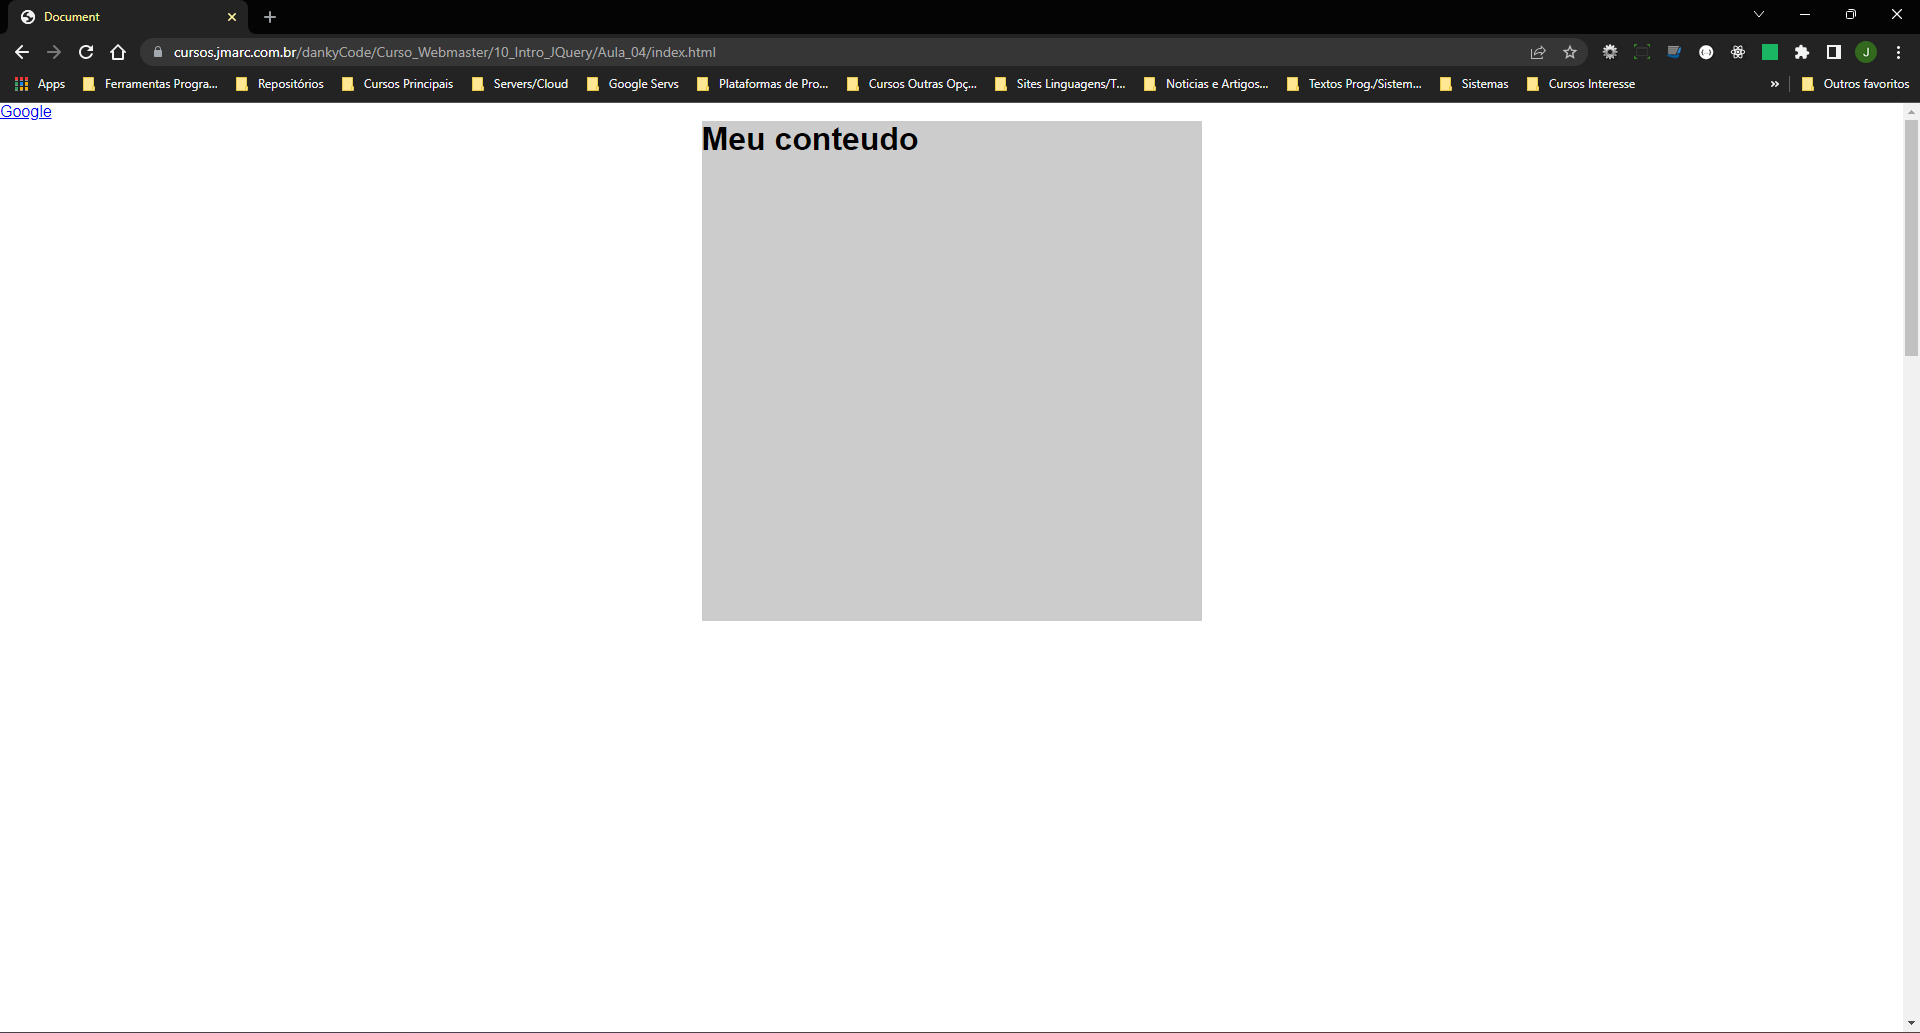 Document
cursos.jmarc.com.br/dankyCode/Curso_Webmaster/10_Intro_JQuery/Aula_04/index.html
J
Apps Ferramentas Progra... Repositórios Cursos Principais Servers/Cloud Google Servs Plataformas de Pro... Cursos Outras Opç... Sites Linguagens/T... Noticias e Artigos... Textos Prog./Sistem... Sistemas Cursos Interesse » Outros favoritos
Google
Meu conteudo